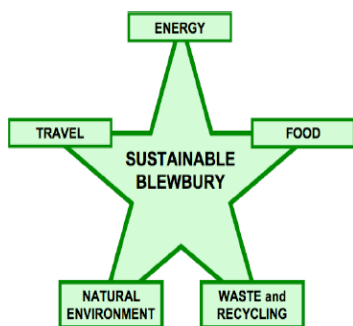 ENERGY
TRAVEL
FOOD
SUSTAINABLE
BLEWBURY
NATURAL
ENVIRONMENT
WASTE and
RECYCLING